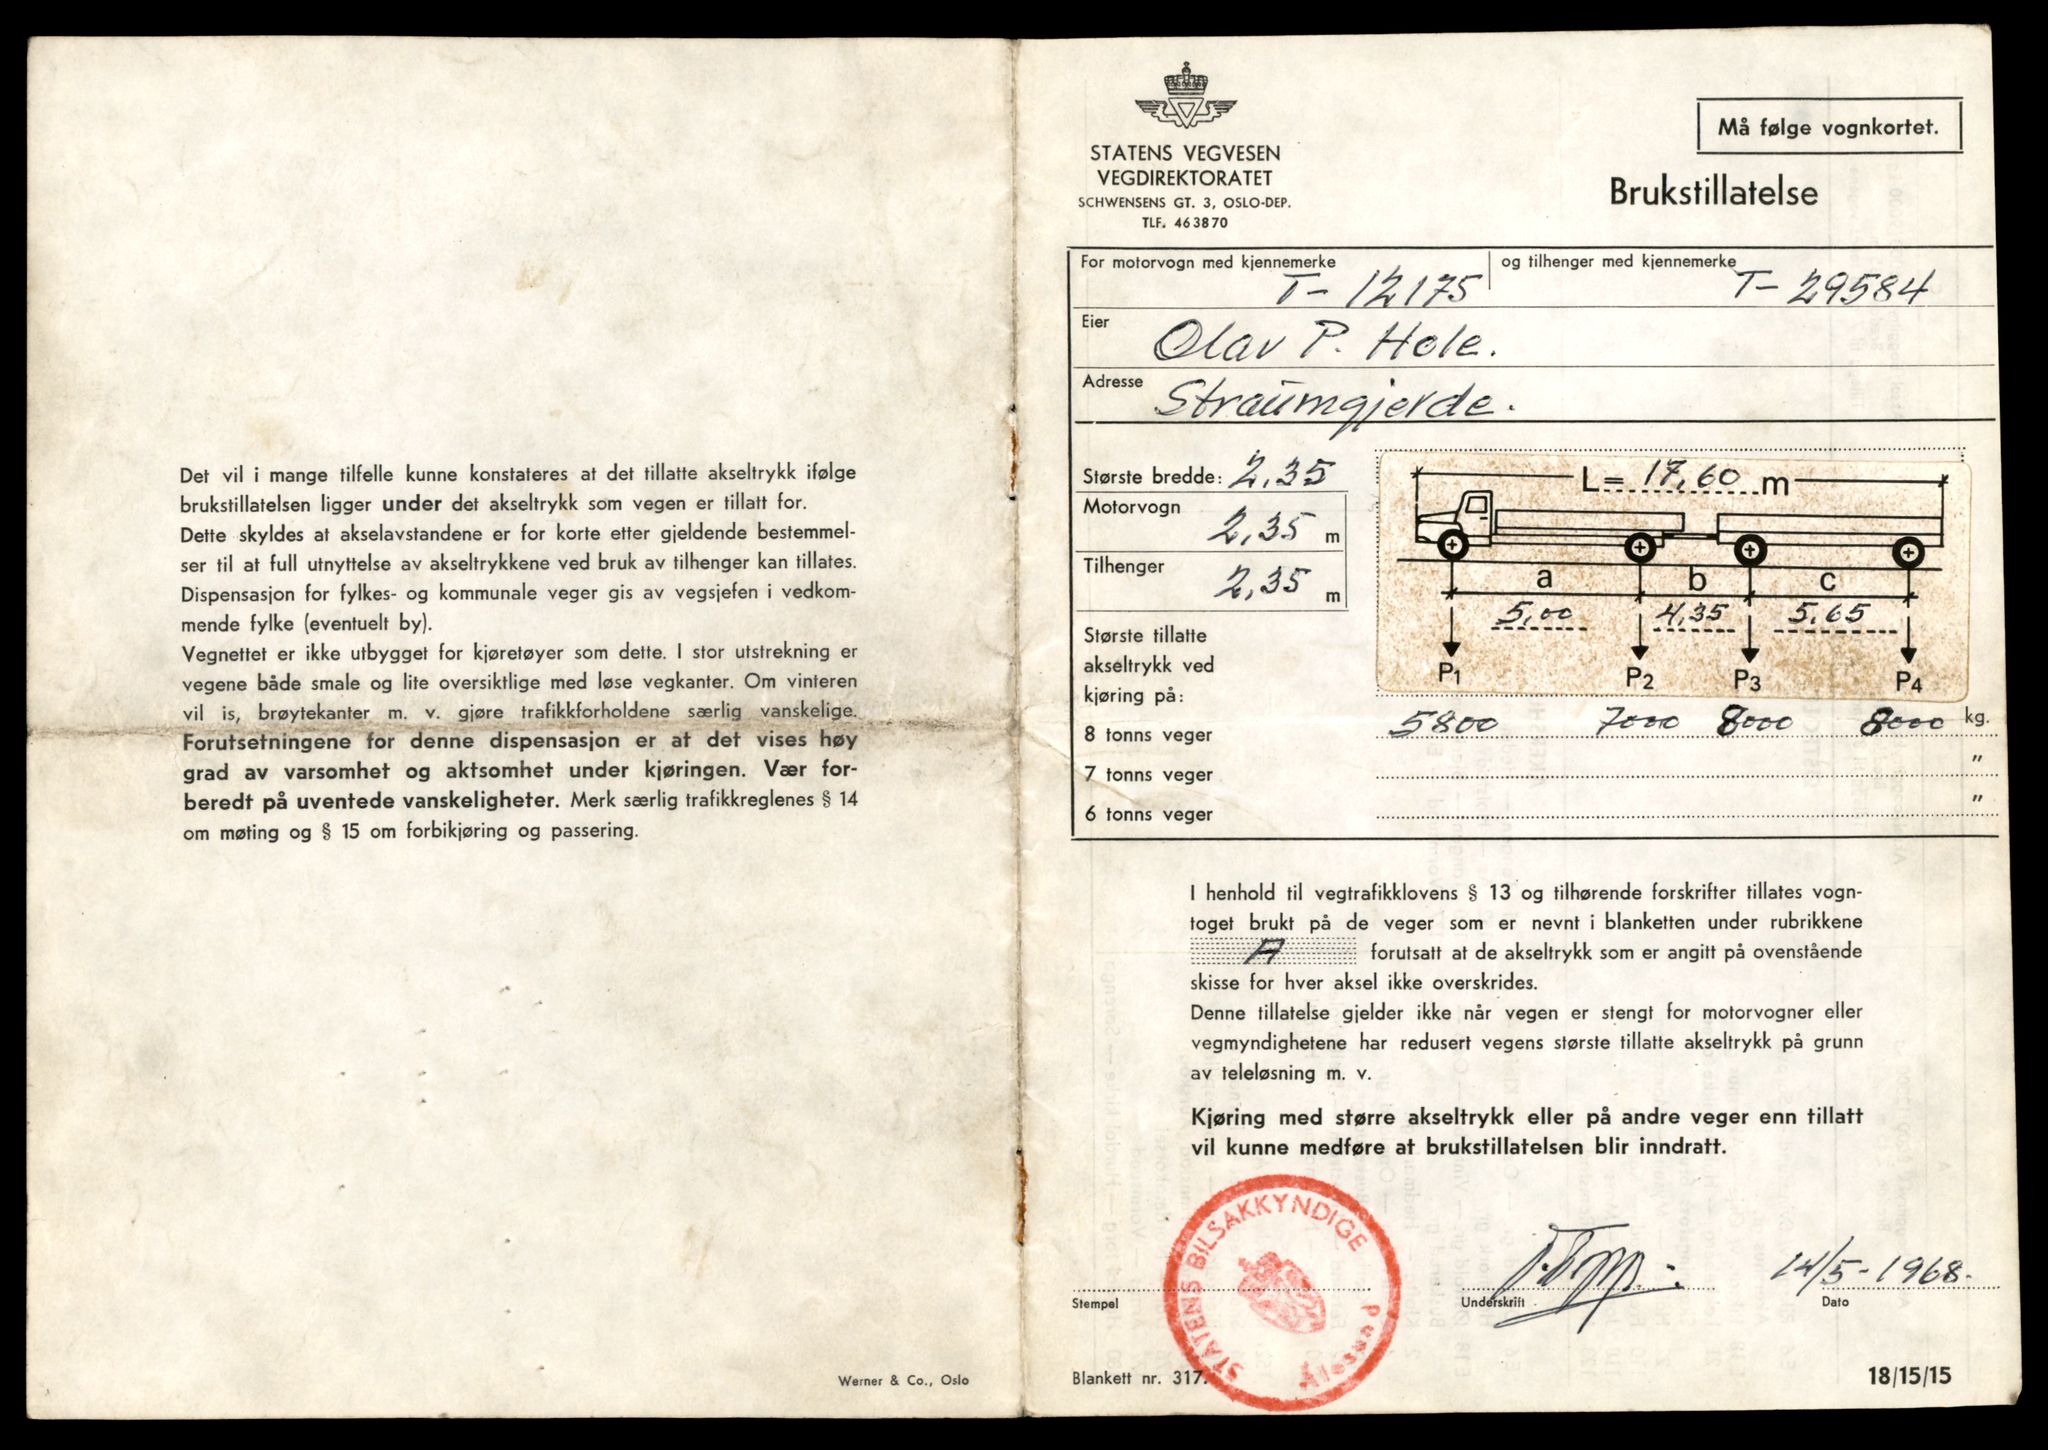 Det vil i mange tilfelle kunne konstateres at det tillatte akseltrykk ifølge
brukstillatelsen ligger under det akseltrykk som vegen er tillatt for.
Dette skyldes at akselavstandene er for korte etter gjeldende bestemmel-
ser til at full utnyttelse av akseltrykkene ved bruk av tilhenger kan tillates.
Dispensasjon for fylkes- og kommunale veger gis av vegsjefen i vedkom-
mende fylke (eventuelt by).
Vegnettet er ikke utbygget for kjøretøyer som dette. I stor utstrekning er
vegene både smale og lite oversiktlige med løse vegkanter. Om vinteren
vil is, brøytekanter m. v. gjøre trafikkforholdene særlig vanskelige.
Forutsetningene for denne dispensasjon er at det vises høy
grad av varsomhet og aktsomhet under kjøringen. Vær for-
beredt på uventede vanskeligheter. Merk særlig trafikkreglenes § 14
om møting og § 15 om forbikjøring og passering.
Werner & Co., Oslo
STATENS VEGVESEN
VEGDIREKTORATET
SCHWENSENS GT. 3, OSLO-DEP.
TLF. 463870
Må følge vognkortet.
Brukstillatelse
For motorvogn med kjennemerke T- 12175 og tilhenger med kjennemerke T- 29584
Eier Olav P. Hole.
Adresse Straumgjerde.
Største bredde: 2,35
Motorvogn 2,35 m
Tilhenger 2,35 m
L= 17,60 m
a b c
5,00 4,35 5,65
P1 P2 P3 P4
Største tillatte
akseltrykk ved
kjøring på:
8 tonns veger 5800 7000 8000 8000 kg.
7 tonns veger "
6 tonns veger "
I henhold til vegtrafikklovens § 13 og tilhørende forskrifter tillates vogn-
toget brukt på de veger som er nevnt i blanketten under rubrikkene
A forutsatt at de akseltrykk som er angitt på ovenstående
skisse for hver aksel ikke overskrides.
Denne tillatelse gjelder ikke når vegen er stengt for motorvogner eller
vegmyndighetene har redusert vegens største tillatte akseltrykk på grunn
av teleløsning m. v.
Kjøring med større akseltrykk eller på andre veger enn tillatt
vil kunne medføre at brukstillatelsen blir inndratt.
STATENS BILSAKKYNDIGE
Ålesund
14/5-1968.
Stempel Underskrift Dato
Blankett nr. 317. 18/15/15